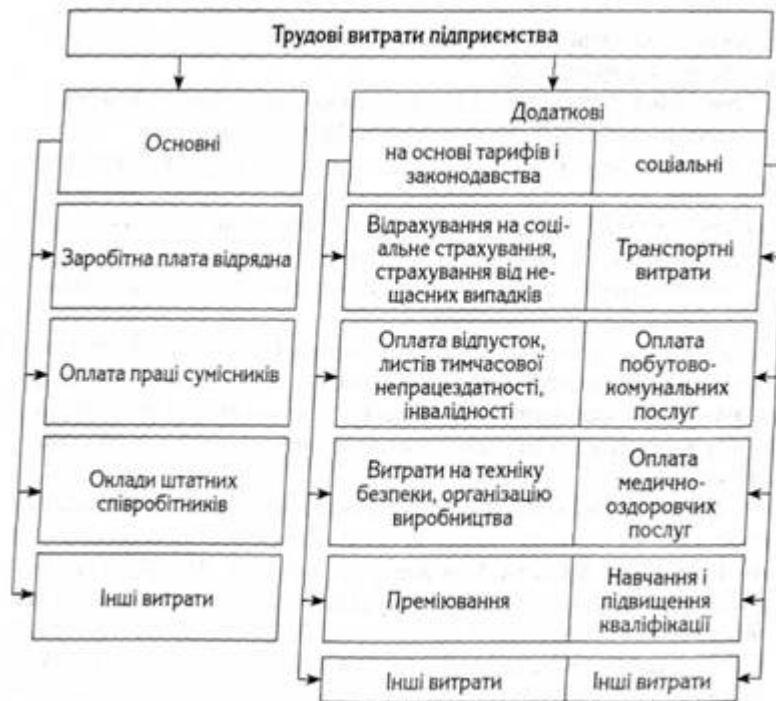 Трудові витрати підприємства
Основні
Додаткові
на основі тарифів і
законодавства
соціальні
Заробітна плата відрядна
Відрахування на соці-
альне страхування,
страхування від не-
щасних випадків
Транспортні
витрати
Оплата праці сумісників
Оплата відпусток,
листів тимчасової
непрацездатності,
інвалідності
Оплата
побутово-
комунальних
послуг
Оклади штатних
співробітників
Витрати на техніку
безпеки, організацію
виробництва
Оплата
медично-
оздоровчих
послуг
Інші витрати
Преміювання
Навчання і
підвищення
кваліфікації
Інші витрати
Інші витрати